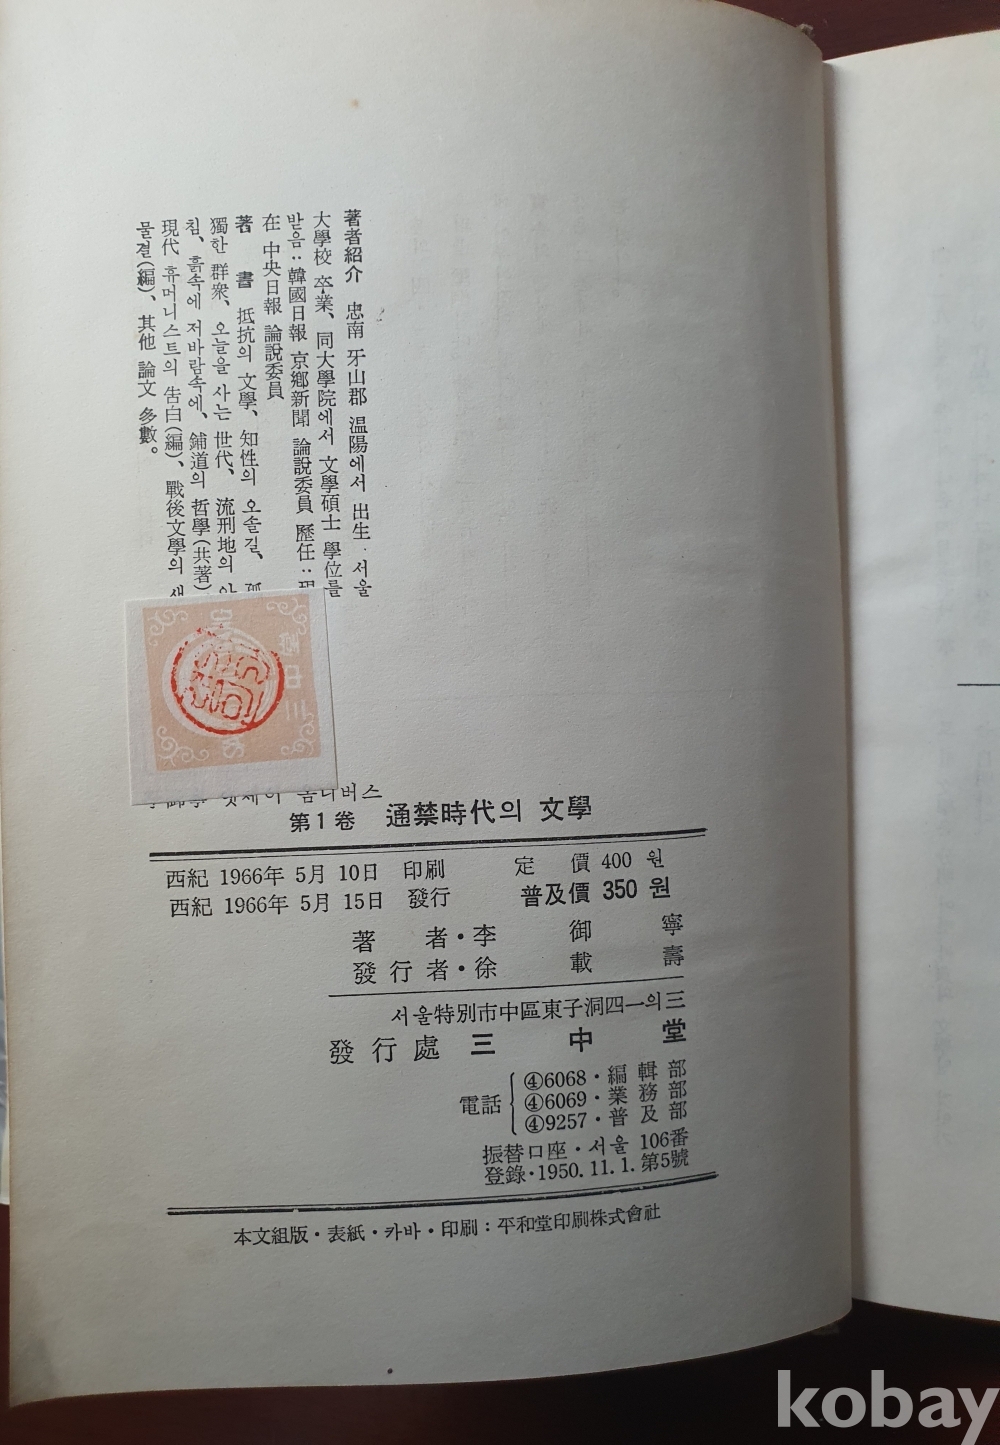 著者紹介 忠南 牙山郡 温陽에서 出生·서울
大學校 卒業、同大學院에서 文學碩士 學位를
받음‥韓國日報 京鄕新聞 論說委員 歷任‥現
在 中央日報 論說委員
著書 抵抗의 文學、知性의 오솔길、孤
獨한 群衆、오늘을 사는 世代、流刑地의 아
침、흙속에 저바람속에、鋪道의 哲學(共著)
現代 휴머니스트의 告白(編)、戰後文學의 새
물결(編)、其他 論文 多數。
에세이 옴니버스
第1卷 通禁時代의 文學
西紀 1966年 5月 10日 印刷 定價 400 원
西紀 1966年 5月 15日 發行 普及價 350 원
著者·李御寧
發行者·徐載壽
서울特別市中區東子洞四一의三
發行處 三中堂
電話 ④6068·編輯部
④6069·業務部
④9257·普及部
振替口座·서울 106番
登錄·1950.11.1.第5號
本文組版·表紙·카바·印刷:平和堂印刷株式會社
kobay